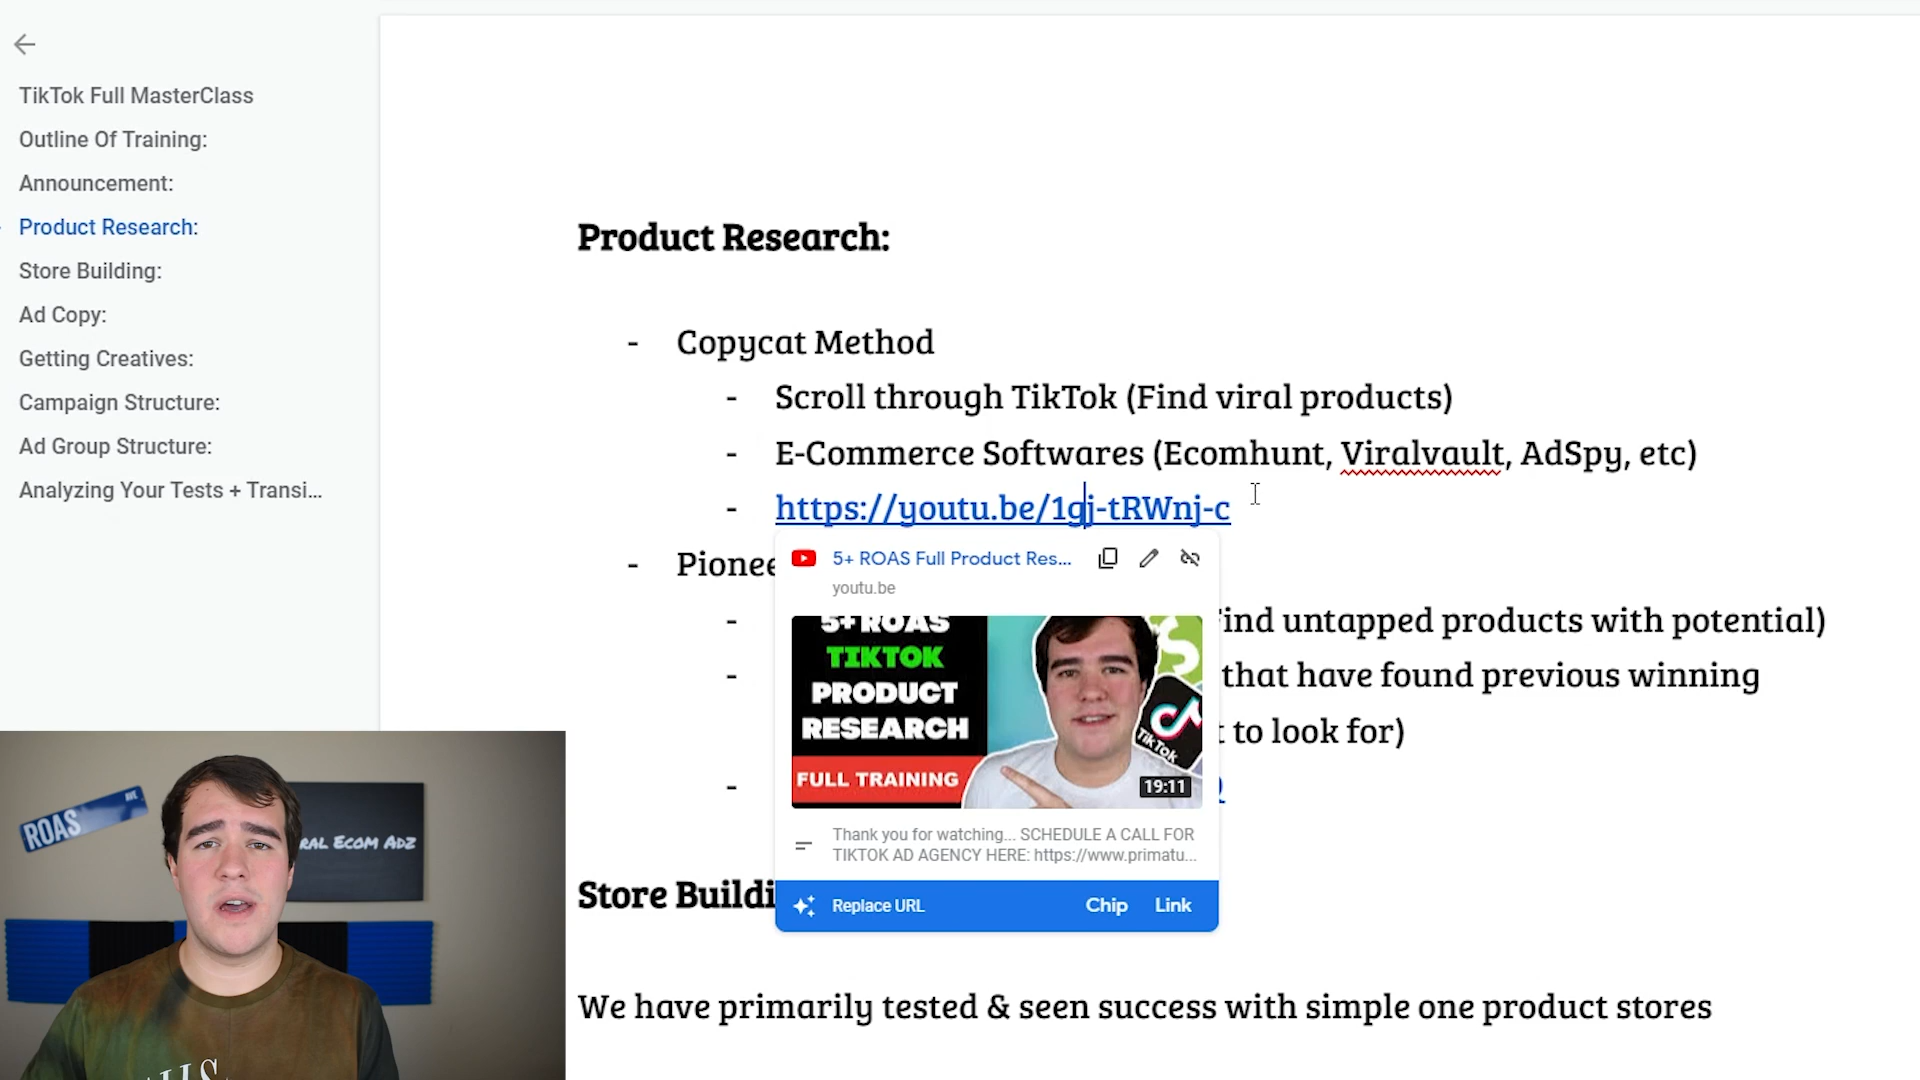 TikTok Full MasterClass
Outline Of Training:
Announcement:
Product Research:
Store Building:
Ad Copy:
Getting Creatives:
Campaign Structure:
Ad Group Structure:
Analyzing Your Tests + Transi...
Product Research:
- Copycat Method
- Scroll through TikTok (Find viral products)
- E-Commerce Softwares (Ecomhunt, Viralvault, AdSpy, etc)
- https://youtu.be/1gj-tRWnj-c
- Pionee
5+ ROAS Full Product Res...
youtu.be
5+ ROAS
TIKTOK
PRODUCT
RESEARCH
FULL TRAINING
TikTok
19:11
Thank you for watching... SCHEDULE A CALL FOR
TIKTOK AD AGENCY HERE: https://www.primatu...
Replace URL Chip Link
- ind untapped products with potential)
- that have found previous winning
t to look for)
-
Store Buildi
We have primarily tested & seen success with simple one product stores
ROAS AVE
RAL ECOM ADZ